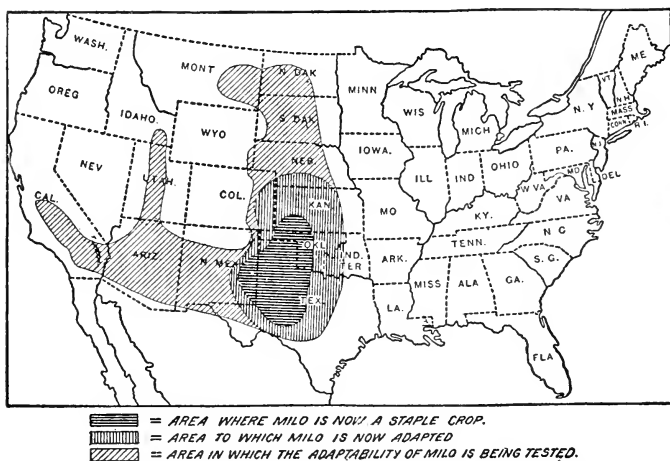 WASH.
MONT
N. DAK
MINN
ME
OREG
IDAHO.
WYO
S. DAK
WIS
MICH
N.Y
VT.
N.H
MASS
CONN.
R.I.
NEV
UTAH.
COL.
NEB.
IOWA.
ILL
IND
OHIO
PA.
N.J.
MD.
DEL
CAL.
KAN.
MO
KY.
W VA.
VA
ARIZ.
N. MEX
OKL.
IND.
TER
ARK.
TENN.
N C
S. G.
TEX.
LA.
MISS
ALA
GA.
FLA
= AREA WHERE MILO IS NOW A STAPLE CROP.
= AREA TO WHICH MILO IS NOW ADAPTED
= AREA IN WHICH THE ADAPTABILITY OF MILO IS BEING TESTED.